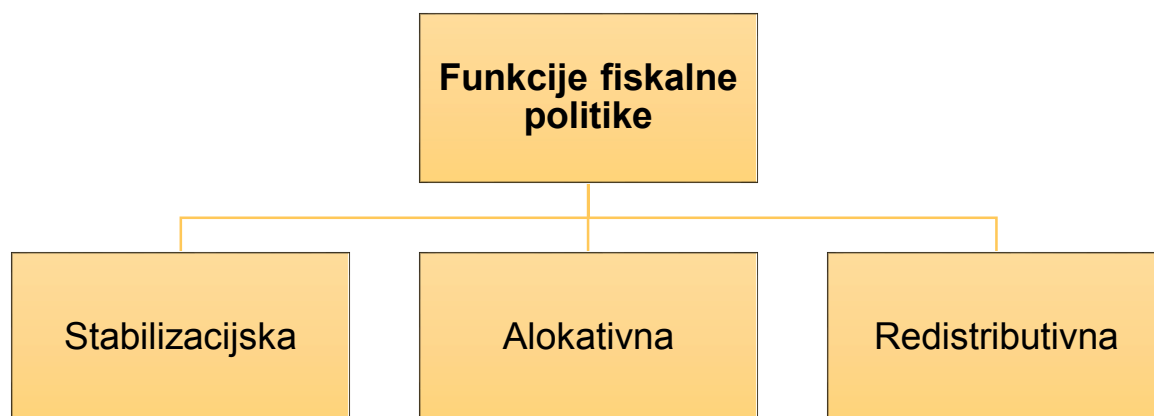 Funkcije fiskalne
politike
Stabilizacijska
Alokativna
Redistributivna